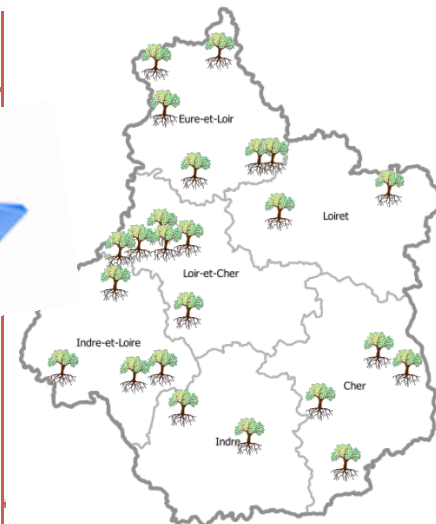 Eure-et-Loir
Loiret
Loir-et-Cher
Indre-et-Loire
Cher
Indre